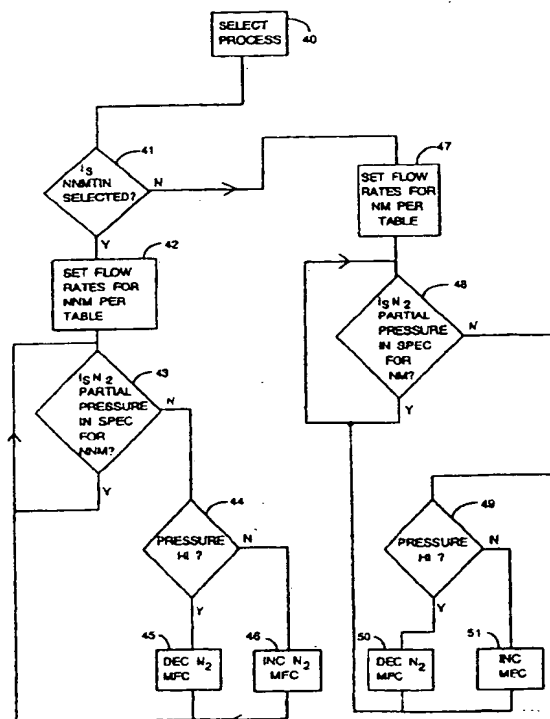 SELECT
PROCESS
40
41
IS
NNMTIN
SELECTED?
N
Y
42
SET FLOW
RATES FOR
NNM PER
TABLE
43
IS N2
PARTIAL
PRESSURE
IN SPEC
FOR
NNM?
N
Y
44
PRESSURE
HI ?
N
Y
45
DEC N2
MFC
46
INC N2
MFC
47
SET FLOW
RATES FOR
NM PER
TABLE
48
IS N2
PARTIAL
PRESSURE
IN SPEC
FOR
NM?
N
Y
49
PRESSURE
HI ?
N
Y
50
DEC N2
MFC
51
INC
MFC